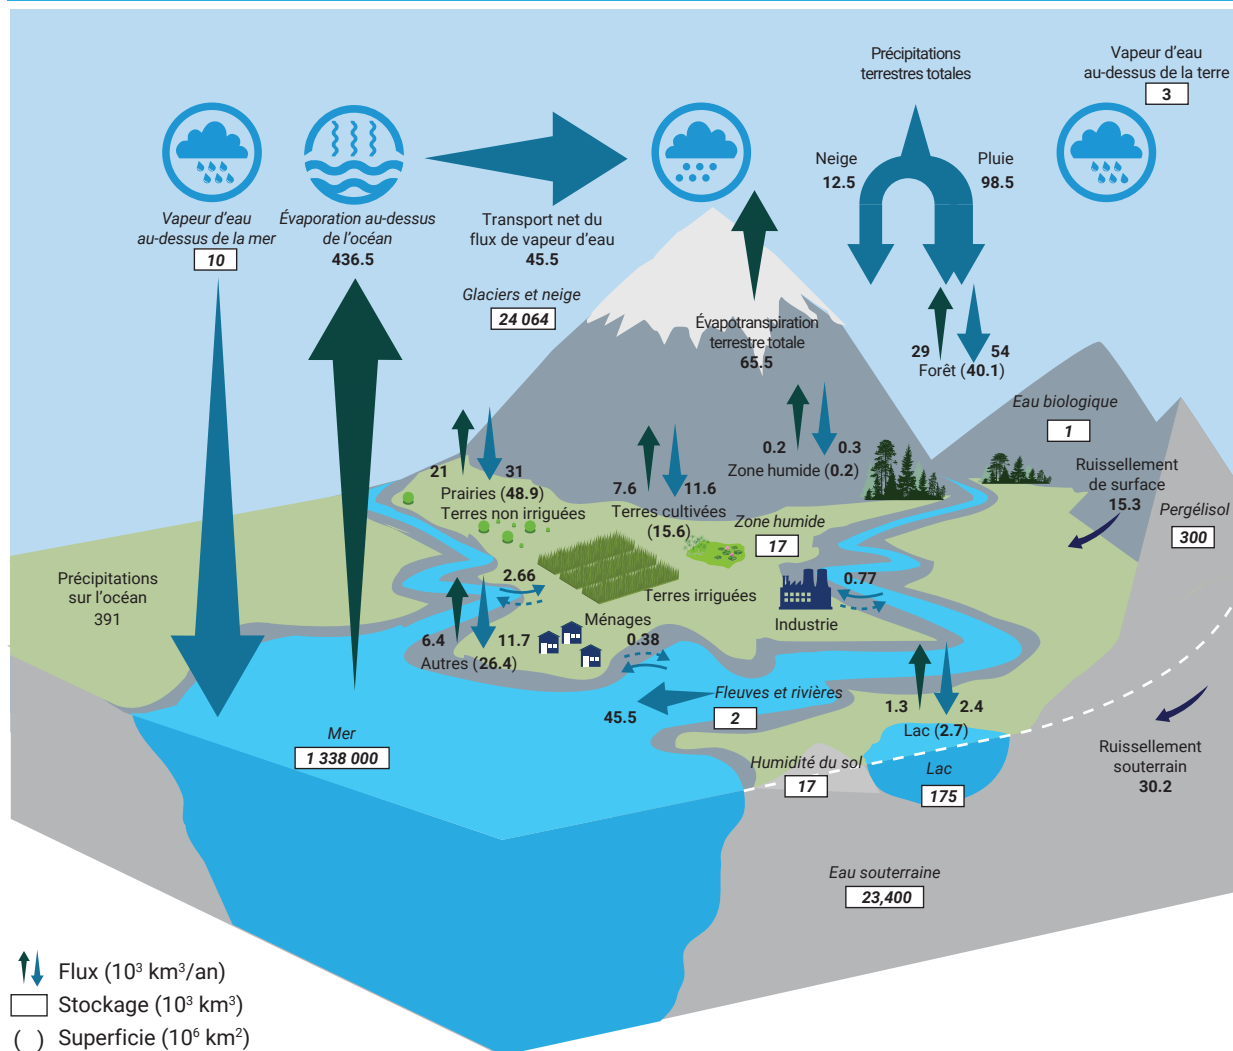 Précipitations
terrestres totales
Vapeur d'eau
au-dessus de la terre
3
Neige
12.5
Pluie
98.5
Vapeur d'eau
au-dessus de la mer
10
Évaporation au-dessus
de l'océan
436.5
Transport net du
flux de vapeur d'eau
45.5
Glaciers et neige
24 064
Évapotranspiration
terrestre totale
65.5
29
54
Forêt (40.1)
Eau biologique
1
0.2
0.3
Zone humide (0.2)
21
31
Prairies (48.9)
Terres non irriguées
7.6
11.6
Terres cultivées
(15.6)
Zone humide
17
Ruissellement
de surface
15.3
Pergélisol
300
Précipitations
sur l'océan
391
2.66
Terres irriguées
0.77
Industrie
Ménages
0.38
6.4
11.7
Autres (26.4)
Fleuves et rivières
2
45.5
1.3
2.4
Lac (2.7)
Mer
1 338 000
Humidité du sol
17
Lac
175
Ruissellement
souterrain
30.2
Eau souterraine
23,400
Flux (10³ km³/an)
Stockage (10³ km³)
( ) Superficie (10⁶ km²)